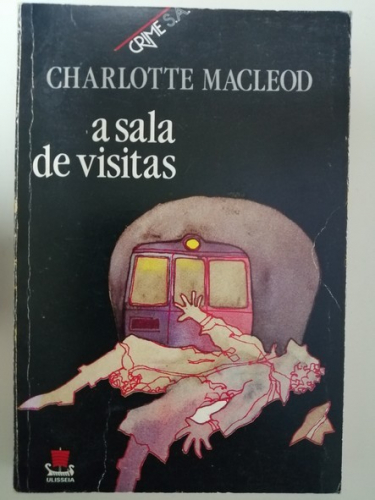 CRIME S.A.
CHARLOTTE MACLEOD
a sala
de visitas
ULISSEIA